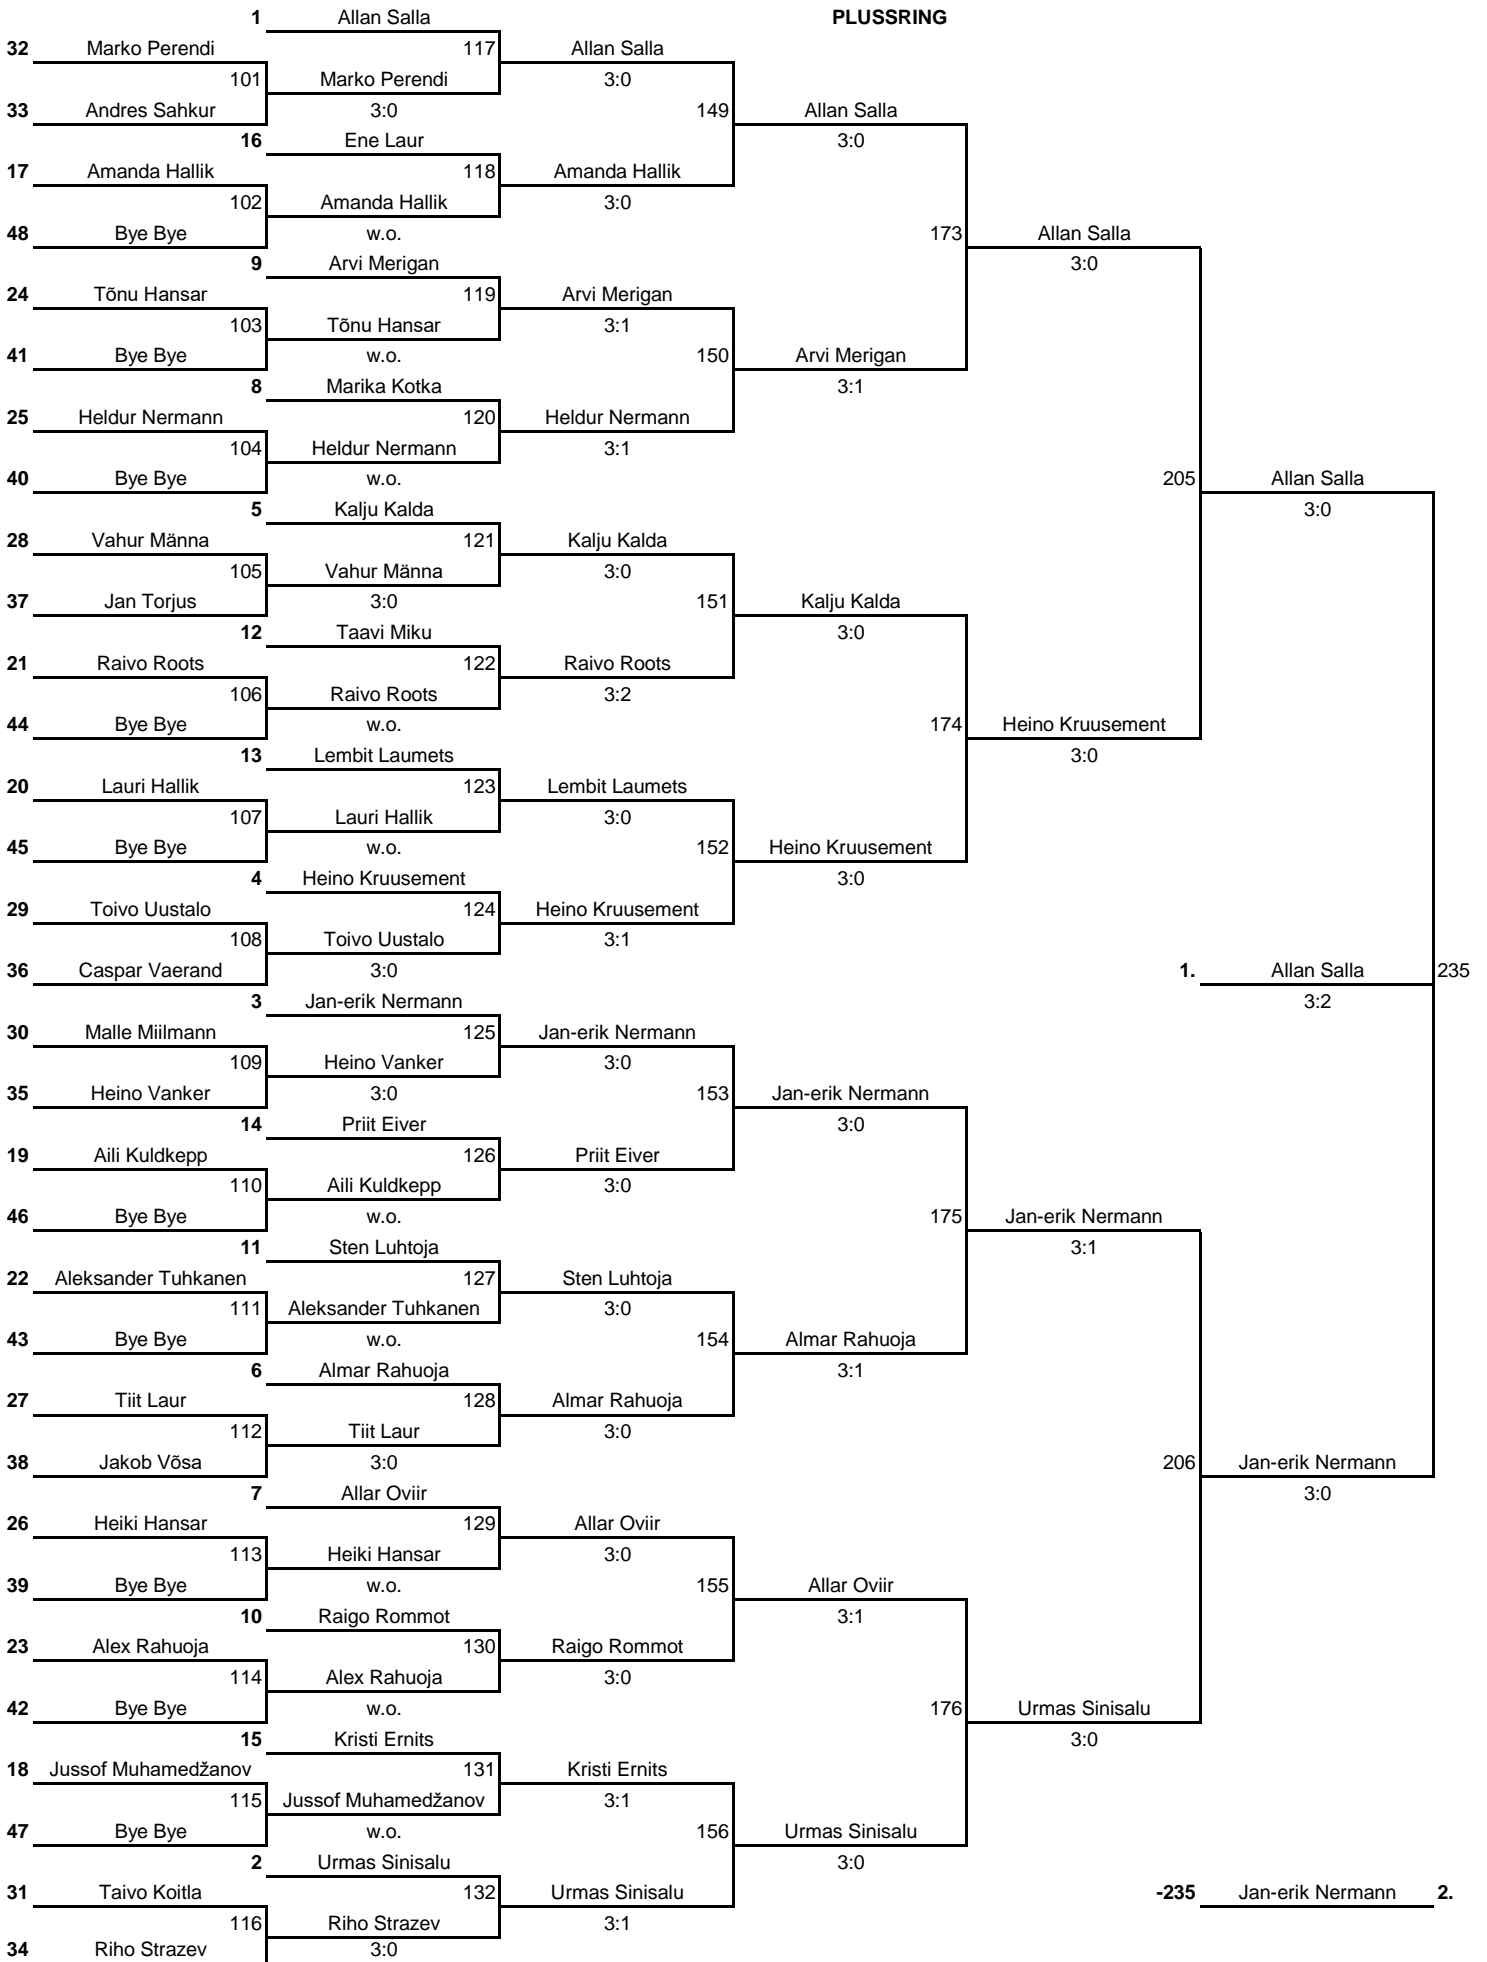 1 Allan Salla PLUSSRING
32 Marko Perendi 117 Allan Salla
101 Marko Perendi 3:0
33 Andres Sahkur 3:0 149 Allan Salla
16 Ene Laur 3:0
17 Amanda Hallik 118 Amanda Hallik
102 Amanda Hallik 3:0
48 Bye Bye w.o. 173 Allan Salla
9 Arvi Merigan 3:0
24 Tõnu Hansar 119 Arvi Merigan
103 Tõnu Hansar 3:1
41 Bye Bye w.o. 150 Arvi Merigan
8 Marika Kotka 3:1
25 Heldur Nermann 120 Heldur Nermann
104 Heldur Nermann 3:1
40 Bye Bye w.o. 205 Allan Salla
5 Kalju Kalda 3:0
28 Vahur Männa 121 Kalju Kalda
105 Vahur Männa 3:0
37 Jan Torjus 3:0 151 Kalju Kalda
12 Taavi Miku 3:0
21 Raivo Roots 122 Raivo Roots
106 Raivo Roots 3:2
44 Bye Bye w.o. 174 Heino Kruusement
13 Lembit Laumets 3:0
20 Lauri Hallik 123 Lembit Laumets
107 Lauri Hallik 3:0
45 Bye Bye w.o. 152 Heino Kruusement
4 Heino Kruusement 3:0
29 Toivo Uustalo 124 Heino Kruusement
108 Toivo Uustalo 3:1
36 Caspar Vaerand 3:0 1. Allan Salla 235
3 Jan-erik Nermann 3:2
30 Malle Miilmann 125 Jan-erik Nermann
109 Heino Vanker 3:0
35 Heino Vanker 3:0 153 Jan-erik Nermann
14 Priit Eiver 3:0
19 Aili Kuldkepp 126 Priit Eiver
110 Aili Kuldkepp 3:0
46 Bye Bye w.o. 175 Jan-erik Nermann
11 Sten Luhtoja 3:1
22 Aleksander Tuhkanen 127 Sten Luhtoja
111 Aleksander Tuhkanen 3:0
43 Bye Bye w.o. 154 Almar Rahuoja
6 Almar Rahuoja 3:1
27 Tiit Laur 128 Almar Rahuoja
112 Tiit Laur 3:0
38 Jakob Võsa 3:0 206 Jan-erik Nermann
7 Allar Oviir 3:0
26 Heiki Hansar 129 Allar Oviir
113 Heiki Hansar 3:0
39 Bye Bye w.o. 155 Allar Oviir
10 Raigo Rommot 3:1
23 Alex Rahuoja 130 Raigo Rommot
114 Alex Rahuoja 3:0
42 Bye Bye w.o. 176 Urmas Sinisalu
15 Kristi Ernits 3:0
18 Jussof Muhamedžanov 131 Kristi Ernits
115 Jussof Muhamedžanov 3:1
47 Bye Bye w.o. 156 Urmas Sinisalu
2 Urmas Sinisalu 3:0
31 Taivo Koitla 132 Urmas Sinisalu -235 Jan-erik Nermann 2.
116 Riho Strazev 3:1
34 Riho Strazev 3:0